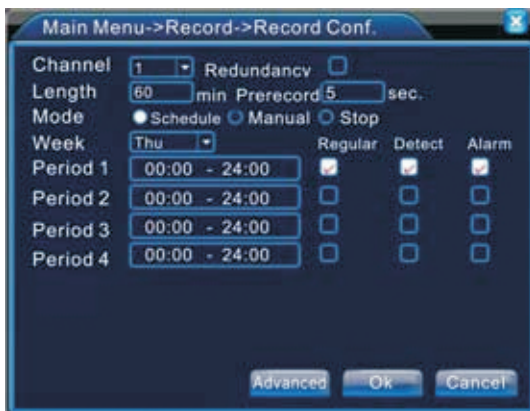 Main Menu->Record->Record Conf.
Channel 1 Redundancy
Length 60 min Prerecord 5 sec.
Mode Schedule Manual Stop
Week Thu Regular Detect Alarm
Period 1 00:00 - 24:00
Period 2 00:00 - 24:00
Period 3 00:00 - 24:00
Period 4 00:00 - 24:00
Advanced Ok Cancel